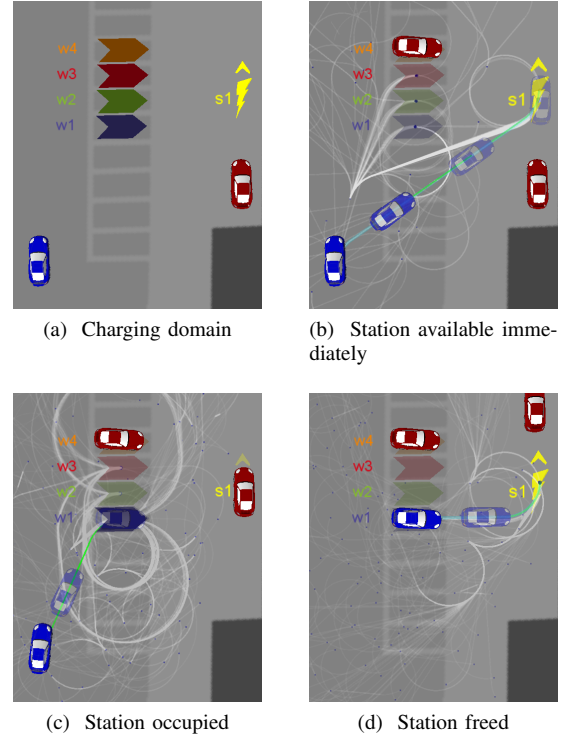 w4
w3
w2
w1
s1
w3
w2
w1
s1
(a) Charging domain
(b) Station available imme-
diately
w4
w3
w2
w1
s1
w4
w3
w2
w1
s1
(c) Station occupied
(d) Station freed